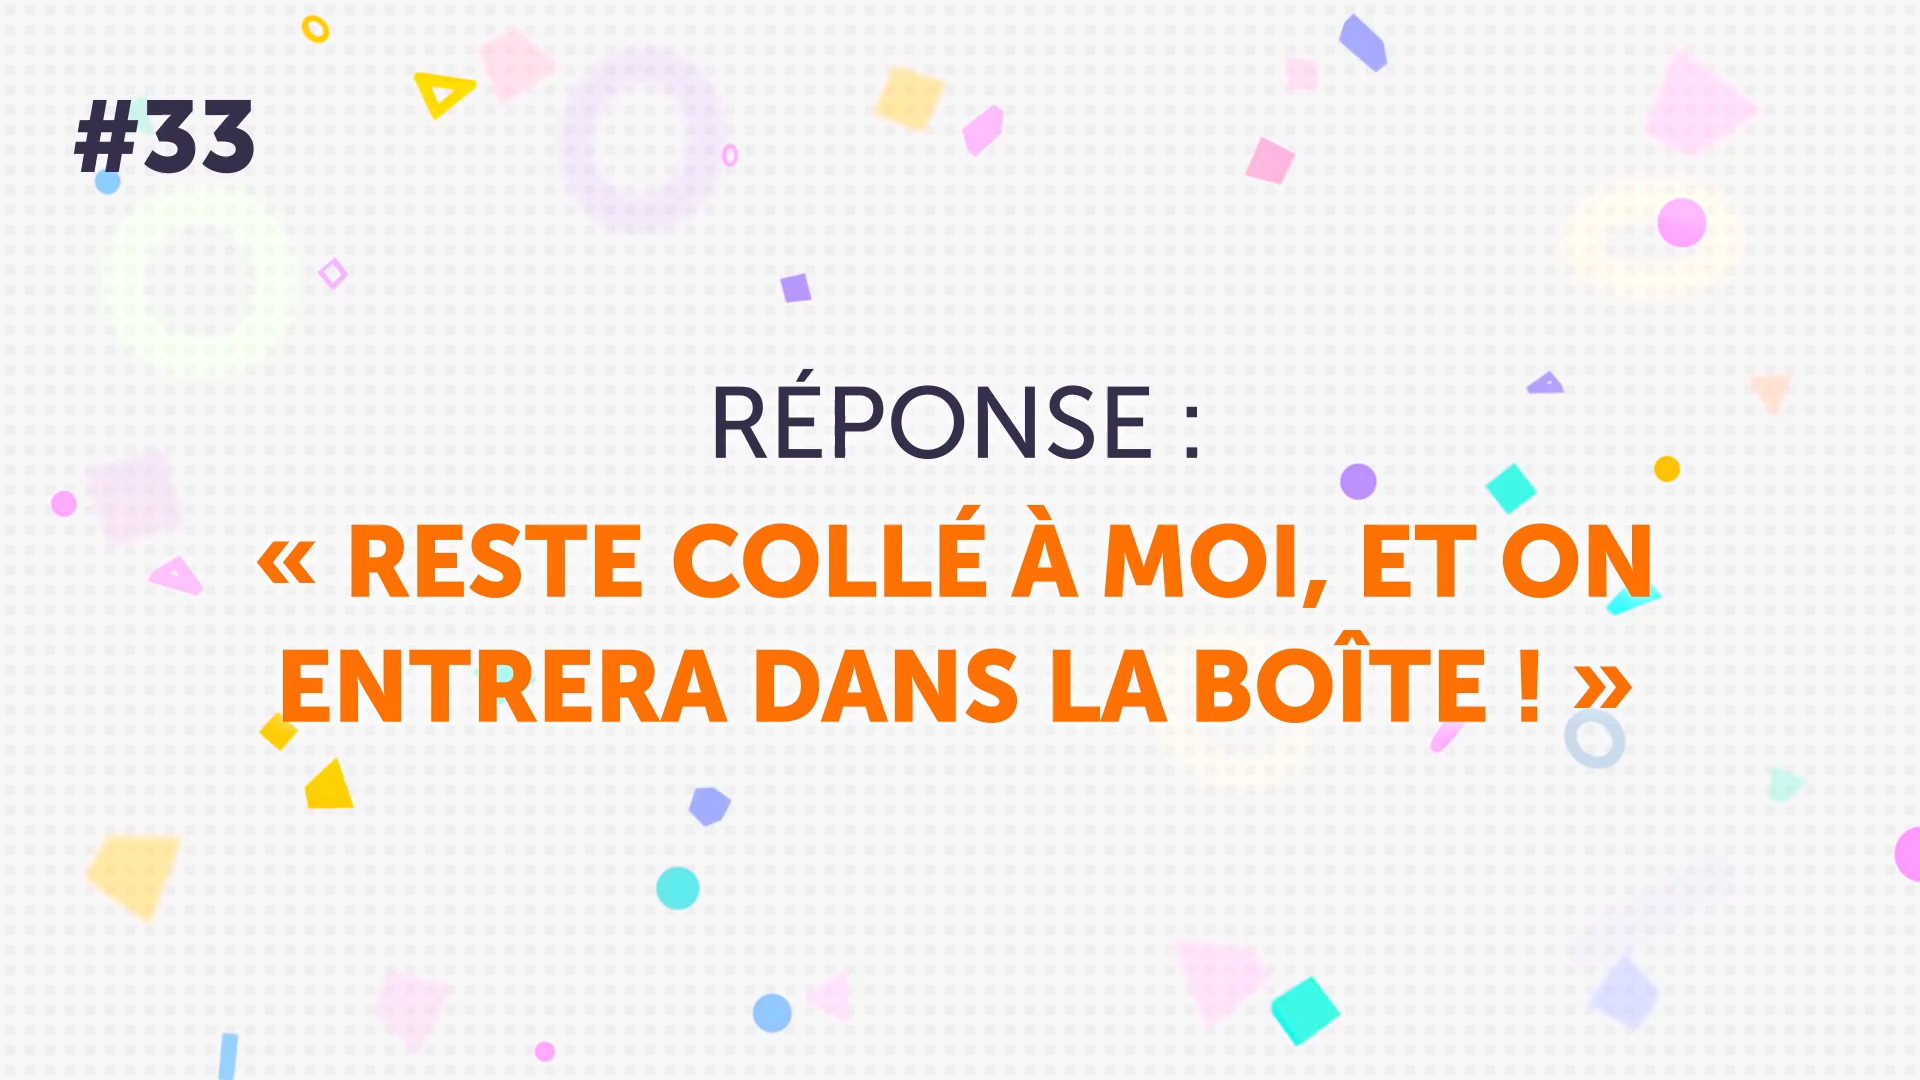 #33
RÉPONSE :
« RESTE COLLÉ À MOI, ET ON
ENTRERA DANS LA BOÎTE ! »